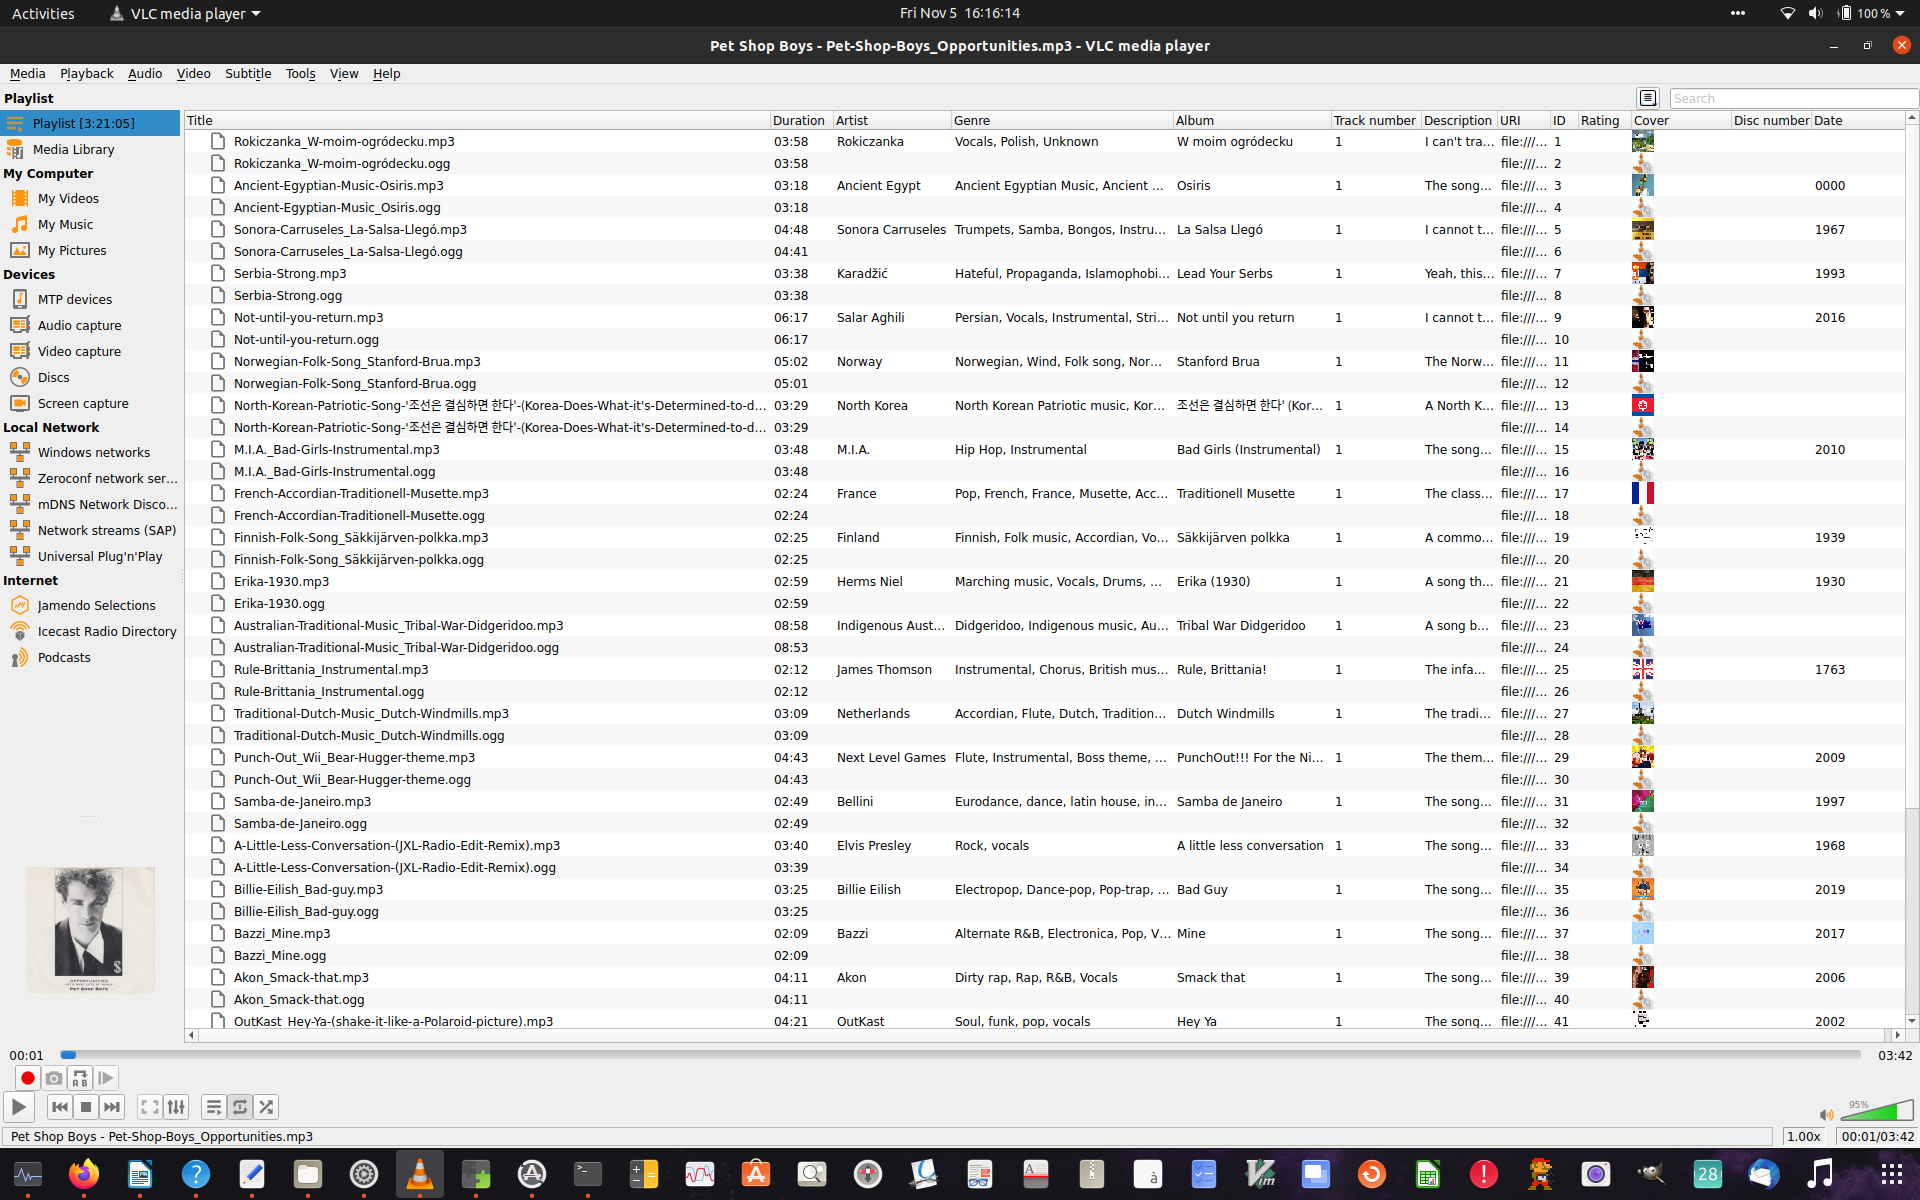 Activities VLC media player Fri Nov 5 16:16:14 100 %
Pet Shop Boys - Pet-Shop-Boys_Opportunities.mp3 - VLC media player
Media Playback Audio Video Subtitle Tools View Help
Playlist
Search
Playlist [3:21:05]
Media Library
My Computer
My Videos
My Music
My Pictures
Devices
MTP devices
Audio capture
Video capture
Discs
Screen capture
Local Network
Windows networks
Zeroconf network ser...
mDNS Network Disco...
Network streams (SAP)
Universal Plug'n'Play
Internet
Jamendo Selections
Icecast Radio Directory
Podcasts
Title Duration Artist Genre Album Track number Description URI ID Rating Cover Disc number Date
Rokiczanka_W-moim-ogródecku.mp3 03:58 Rokiczanka Vocals, Polish, Unknown W moim ogródecku 1 I can't tra... file:///... 1
Rokiczanka_W-moim-ogródecku.ogg 03:58 file:///... 2
Ancient-Egyptian-Music-Osiris.mp3 03:18 Ancient Egypt Ancient Egyptian Music, Ancient ... Osiris 1 The song... file:///... 3 0000
Ancient-Egyptian-Music_Osiris.ogg 03:18 file:///... 4
Sonora-Carruseles_La-Salsa-Llegó.mp3 04:48 Sonora Carruseles Trumpets, Samba, Bongos, Instru... La Salsa Llegó 1 I cannot t... file:///... 5 1967
Sonora-Carruseles_La-Salsa-Llegó.ogg 04:41 file:///... 6
Serbia-Strong.mp3 03:38 Karadžić Hateful, Propaganda, Islamophobi... Lead Your Serbs 1 Yeah, this... file:///... 7 1993
Serbia-Strong.ogg 03:38 file:///... 8
Not-until-you-return.mp3 06:17 Salar Aghili Persian, Vocals, Instrumental, Stri... Not until you return 1 I cannot t... file:///... 9 2016
Not-until-you-return.ogg 06:17 file:///... 10
Norwegian-Folk-Song_Stanford-Brua.mp3 05:02 Norway Norwegian, Wind, Folk song, Nor... Stanford Brua 1 The Norw... file:///... 11
Norwegian-Folk-Song_Stanford-Brua.ogg 05:01 file:///... 12
North-Korean-Patriotic-Song-'조선은 결심하면 한다'-(Korea-Does-What-it's-Determined-to-d... 03:29 North Korea North Korean Patriotic music, Kor... 조선은 결심하면 한다' (Kor... 1 A North K... file:///... 13
North-Korean-Patriotic-Song-'조선은 결심하면 한다'-(Korea-Does-What-it's-Determined-to-d... 03:29 file:///... 14
M.I.A._Bad-Girls-Instrumental.mp3 03:48 M.I.A. Hip Hop, Instrumental Bad Girls (Instrumental) 1 The song... file:///... 15 2010
M.I.A._Bad-Girls-Instrumental.ogg 03:48 file:///... 16
French-Accordian-Traditionell-Musette.mp3 02:24 France Pop, French, France, Musette, Acc... Traditionell Musette 1 The class... file:///... 17
French-Accordian-Traditionell-Musette.ogg 02:24 file:///... 18
Finnish-Folk-Song_Säkkijärven-polkka.mp3 02:25 Finland Finnish, Folk music, Accordian, Vo... Säkkijärven polkka 1 A commo... file:///... 19 1939
Finnish-Folk-Song_Säkkijärven-polkka.ogg 02:25 file:///... 20
Erika-1930.mp3 02:59 Herms Niel Marching music, Vocals, Drums, ... Erika (1930) 1 A song th... file:///... 21 1930
Erika-1930.ogg 02:59 file:///... 22
Australian-Traditional-Music_Tribal-War-Didgeridoo.mp3 08:58 Indigenous Aust... Didgeridoo, Indigenous music, Au... Tribal War Didgeridoo 1 A song b... file:///... 23
Australian-Traditional-Music_Tribal-War-Didgeridoo.ogg 08:53 file:///... 24
Rule-Brittania_Instrumental.mp3 02:12 James Thomson Instrumental, Chorus, British mus... Rule, Brittania! 1 The infa... file:///... 25 1763
Rule-Brittania_Instrumental.ogg 02:12 file:///... 26
Traditional-Dutch-Music_Dutch-Windmills.mp3 03:09 Netherlands Accordian, Flute, Dutch, Tradition... Dutch Windmills 1 The tradi... file:///... 27
Traditional-Dutch-Music_Dutch-Windmills.ogg 03:09 file:///... 28
Punch-Out_Wii_Bear-Hugger-theme.mp3 04:43 Next Level Games Flute, Instrumental, Boss theme, ... PunchOut!!! For the Ni... 1 The them... file:///... 29 2009
Punch-Out_Wii_Bear-Hugger-theme.ogg 04:43 file:///... 30
Samba-de-Janeiro.mp3 02:49 Bellini Eurodance, dance, latin house, in... Samba de Janeiro 1 The song... file:///... 31 1997
Samba-de-Janeiro.ogg 02:49 file:///... 32
A-Little-Less-Conversation-(JXL-Radio-Edit-Remix).mp3 03:40 Elvis Presley Rock, vocals A little less conversation 1 The song... file:///... 33 1968
A-Little-Less-Conversation-(JXL-Radio-Edit-Remix).ogg 03:39 file:///... 34
Billie-Eilish_Bad-guy.mp3 03:25 Billie Eilish Electropop, Dance-pop, Pop-trap, ... Bad Guy 1 The song... file:///... 35 2019
Billie-Eilish_Bad-guy.ogg 03:25 file:///... 36
Bazzi_Mine.mp3 02:09 Bazzi Alternate R&B, Electronica, Pop, V... Mine 1 The song... file:///... 37 2017
Bazzi_Mine.ogg 02:09 file:///... 38
Akon_Smack-that.mp3 04:11 Akon Dirty rap, Rap, R&B, Vocals Smack that 1 The song... file:///... 39 2006
Akon_Smack-that.ogg 04:11 file:///... 40
OutKast_Hey-Ya-(shake-it-like-a-Polaroid-picture).mp3 04:21 OutKast Soul, funk, pop, vocals Hey Ya 1 The song... file:///... 41 2002
$
OPPORTUNITIES
PET SHOP BOYS
00:01 03:42
A B
95%
Pet Shop Boys - Pet-Shop-Boys_Opportunities.mp3 1.00x 00:01/03:42
28